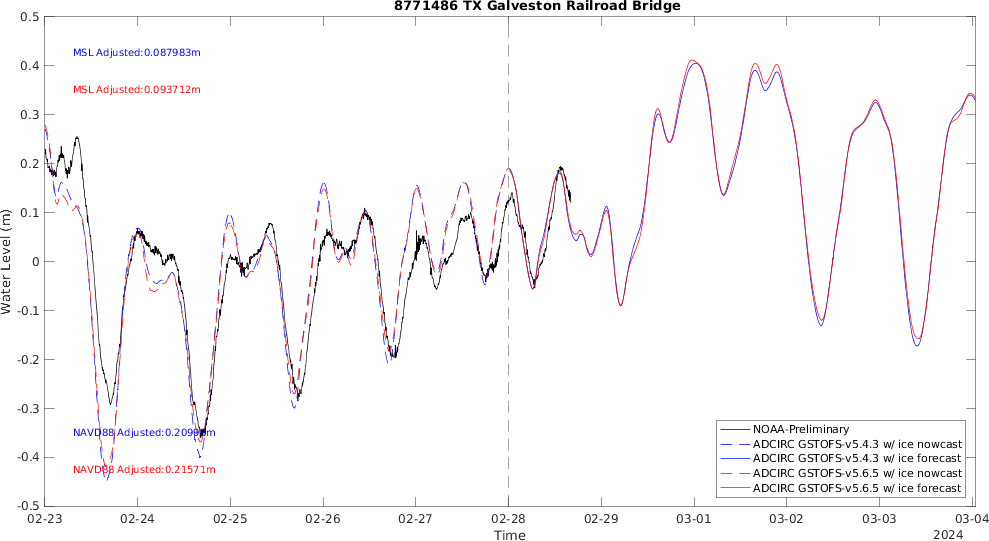 8771486 TX Galveston Railroad Bridge
Water Level (m)
0.5
0.4
0.3
0.2
0.1
0
-0.1
-0.2
-0.3
-0.4
-0.5
MSL Adjusted:0.087983m
MSL Adjusted:0.093712m
NAVD88 Adjusted:0.2099
NAVD88 Adjusted:0.21571m
NOAA-Preliminary
ADCIRC GSTOFS-v5.4.3 w/ ice nowcast
ADCIRC GSTOFS-v5.4.3 w/ ice forecast
ADCIRC GSTOFS-v5.6.5 w/ ice nowcast
ADCIRC GSTOFS-v5.6.5 w/ ice forecast
02-23 02-24 02-25 02-26 02-27 02-28 02-29 03-01 03-02 03-03 03-04
Time
2024